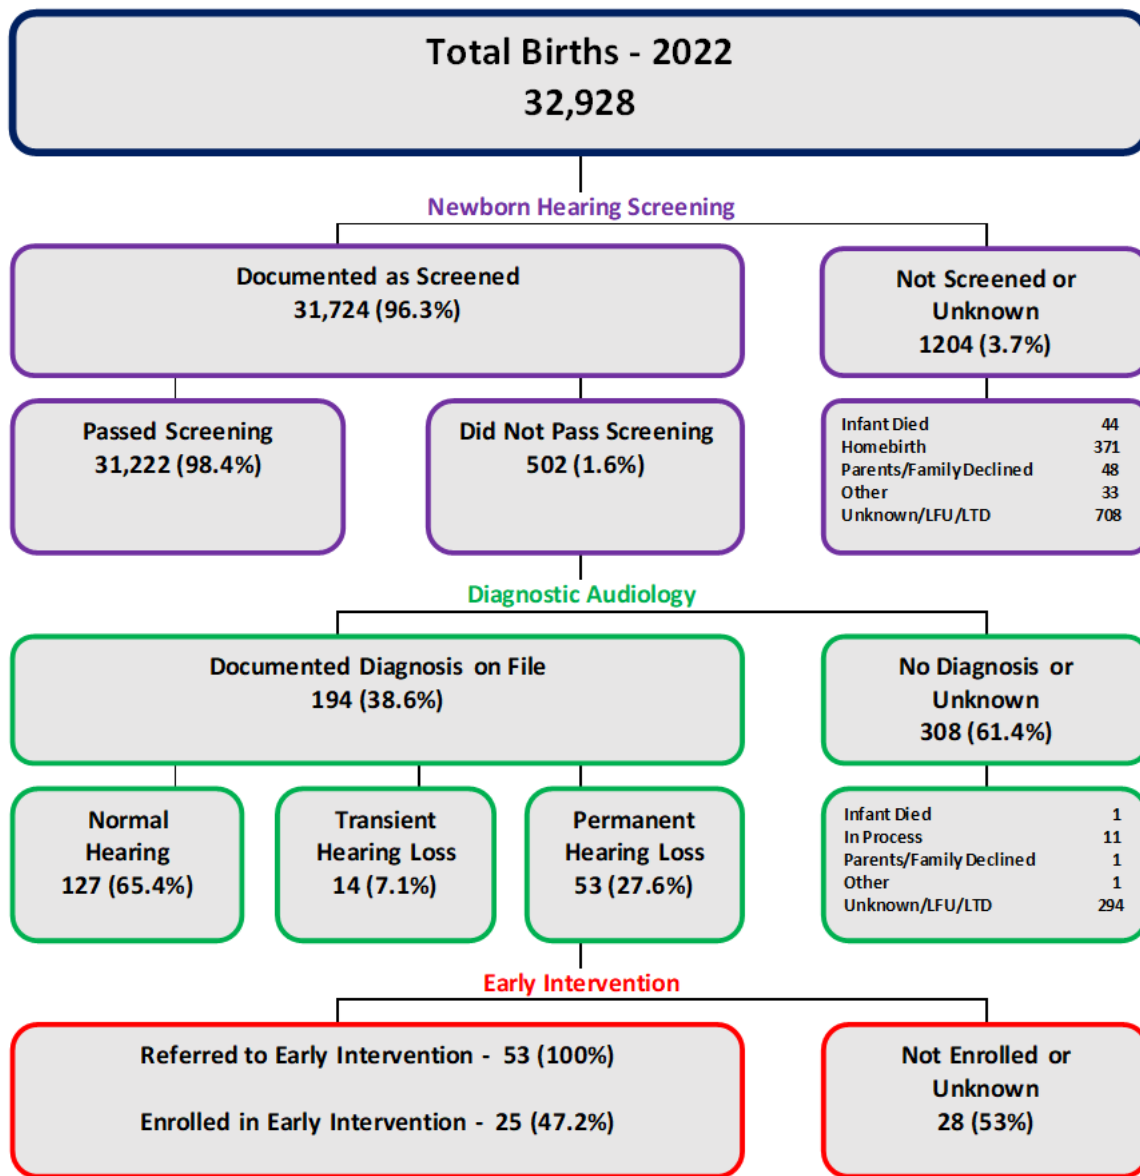 Total Births - 2022
32,928
Newborn Hearing Screening
Documented as Screened
31,724 (96.3%)
Not Screened or
Unknown
1204 (3.7%)
Passed Screening
31,222 (98.4%)
Did Not Pass Screening
502 (1.6%)
Infant Died 44
Homebirth 371
Parents/Family Declined 48
Other 33
Unknown/LFU/LTD 708
Diagnostic Audiology
Documented Diagnosis on File
194 (38.6%)
No Diagnosis or
Unknown
308 (61.4%)
Normal
Hearing
127 (65.4%)
Transient
Hearing Loss
14 (7.1%)
Permanent
Hearing Loss
53 (27.6%)
Infant Died 1
In Process 11
Parents/Family Declined 1
Other 1
Unknown/LFU/LTD 294
Early Intervention
Referred to Early Intervention - 53 (100%)
Enrolled in Early Intervention - 25 (47.2%)
Not Enrolled or
Unknown
28 (53%)